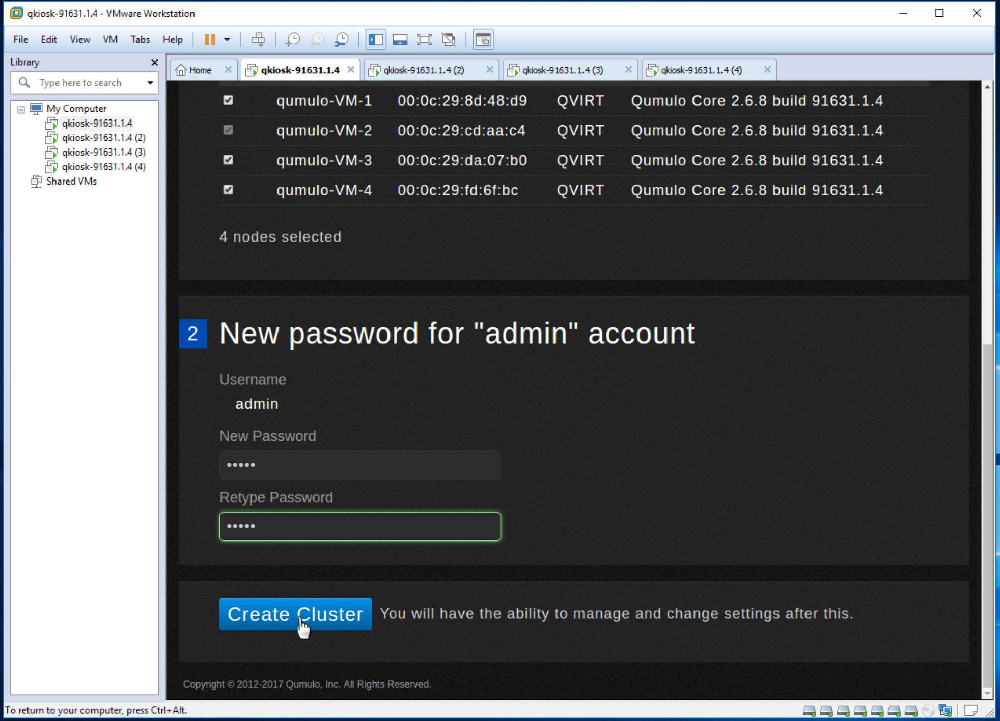 qkiosk-91631.1.4 - VMware Workstation
File Edit View VM Tabs Help
Library
Type here to search
My Computer
qkiosk-91631.1.4
qkiosk-91631.1.4 (2)
qkiosk-91631.1.4 (3)
qkiosk-91631.1.4 (4)
Shared VMs
Home qkiosk-91631.1.4 qkiosk-91631.1.4 (2) qkiosk-91631.1.4 (3) qkiosk-91631.1.4 (4)
qumulo-VM-1 00:0c:29:8d:48:d9 QVIRT Qumulo Core 2.6.8 build 91631.1.4
qumulo-VM-2 00:0c:29:cd:aa:c4 QVIRT Qumulo Core 2.6.8 build 91631.1.4
qumulo-VM-3 00:0c:29:da:07:b0 QVIRT Qumulo Core 2.6.8 build 91631.1.4
qumulo-VM-4 00:0c:29:fd:6f:bc QVIRT Qumulo Core 2.6.8 build 91631.1.4
4 nodes selected
2 New password for "admin" account
Username
admin
New Password
•••••
Retype Password
•••••
Create Cluster You will have the ability to manage and change settings after this.
Copyright © 2012-2017 Qumulo, Inc. All Rights Reserved.
To return to your computer, press Ctrl+Alt.